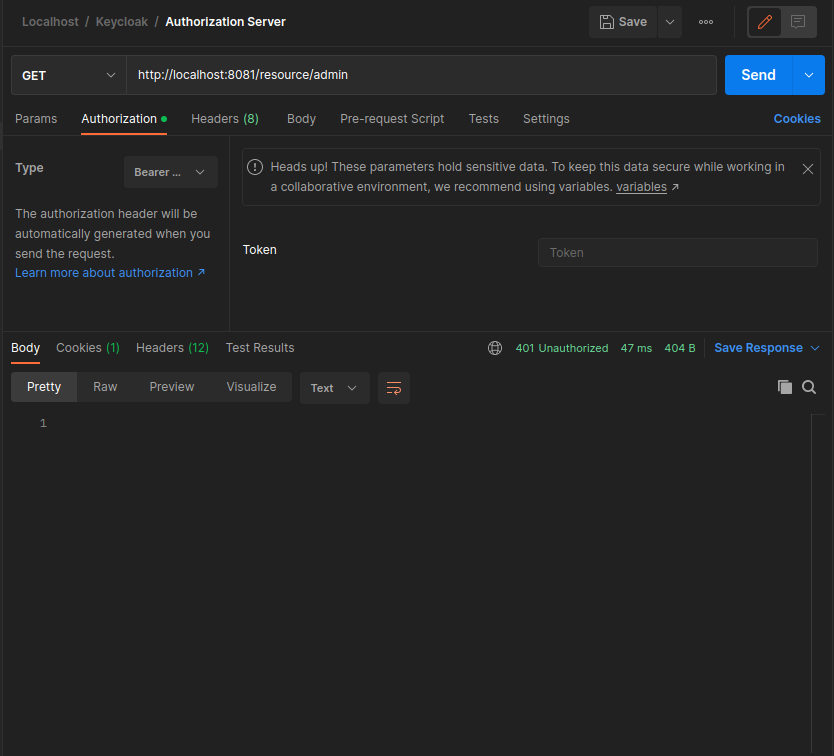 Localhost / Keycloak / Authorization Server
Save
GET
http://localhost:8081/resource/admin
Send
Params Authorization Headers (8) Body Pre-request Script Tests Settings Cookies
Type
Bearer ...
The authorization header will be
automatically generated when you
send the request.
Learn more about authorization ↗
Heads up! These parameters hold sensitive data. To keep this data secure while working in
a collaborative environment, we recommend using variables. variables ↗
Token
Token
Body Cookies (1) Headers (12) Test Results
401 Unauthorized 47 ms 404 B Save Response
Pretty Raw Preview Visualize Text
1